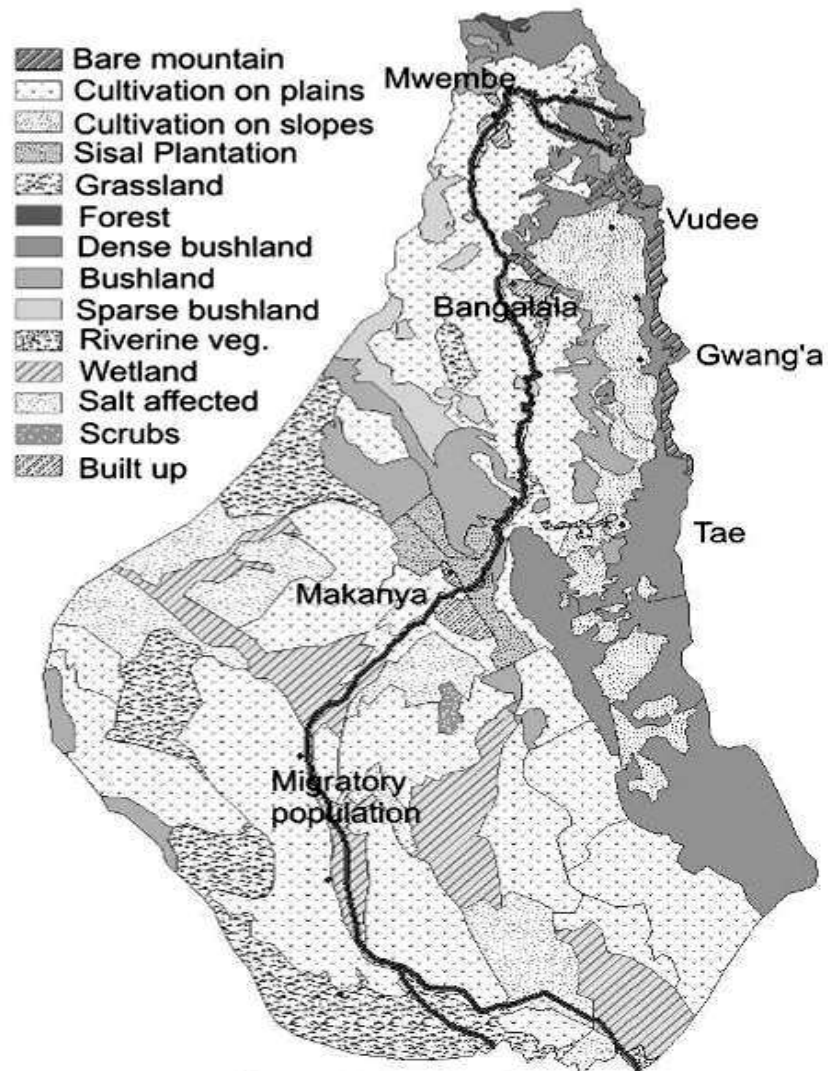 Bare mountain
Cultivation on plains
Cultivation on slopes
Sisal Plantation
Grassland
Forest
Dense bushland
Bushland
Sparse bushland
Riverine veg.
Wetland
Salt affected
Scrubs
Built up
Mwembe
Vudee
Bangalala
Gwang'a
Tae
Makanya
Migratory
population